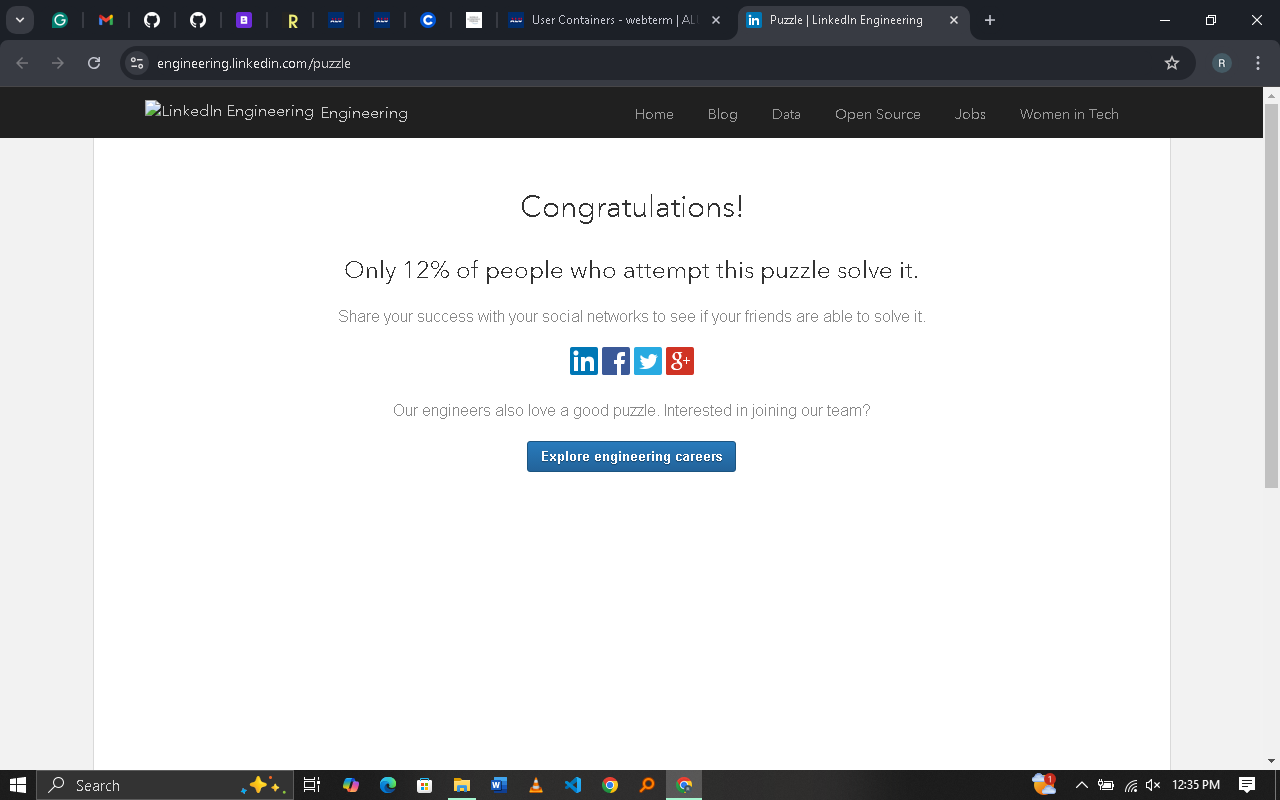 User Containers - webterm | AL
Puzzle | LinkedIn Engineering
engineering.linkedin.com/puzzle
R
LinkedIn Engineering Engineering
Home Blog Data Open Source Jobs Women in Tech
Congratulations!
Only 12% of people who attempt this puzzle solve it.
Share your success with your social networks to see if your friends are able to solve it.
in f g+
Our engineers also love a good puzzle. Interested in joining our team?
Explore engineering careers
Search
1
12:35 PM